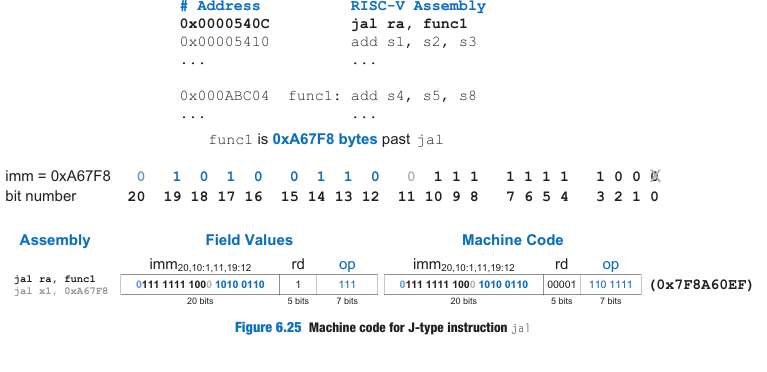 # Address RISC-V Assembly
0x0000540C jal ra, func1
0x00005410 add s1, s2, s3
... ...
0x000ABC04 func1: add s4, s5, s8
... ...
func1 is 0xA67F8 bytes past jal
imm = 0xA67F8 0 1 0 1 0 0 1 1 0 0 1 1 1 1 1 1 1 1 0 0 0
bit number 20 19 18 17 16 15 14 13 12 11 10 9 8 7 6 5 4 3 2 1 0
Assembly Field Values Machine Code
imm20,10:1,11,19:12 rd op imm20,10:1,11,19:12 rd op
jal ra, func1
jal x1, 0xA67F8
0111 1111 1000 1010 0110 1 111 0111 1111 1000 1010 0110 00001 110 1111 (0x7F8A60EF)
20 bits 5 bits 7 bits 20 bits 5 bits 7 bits
Figure 6.25 Machine code for J-type instruction jal